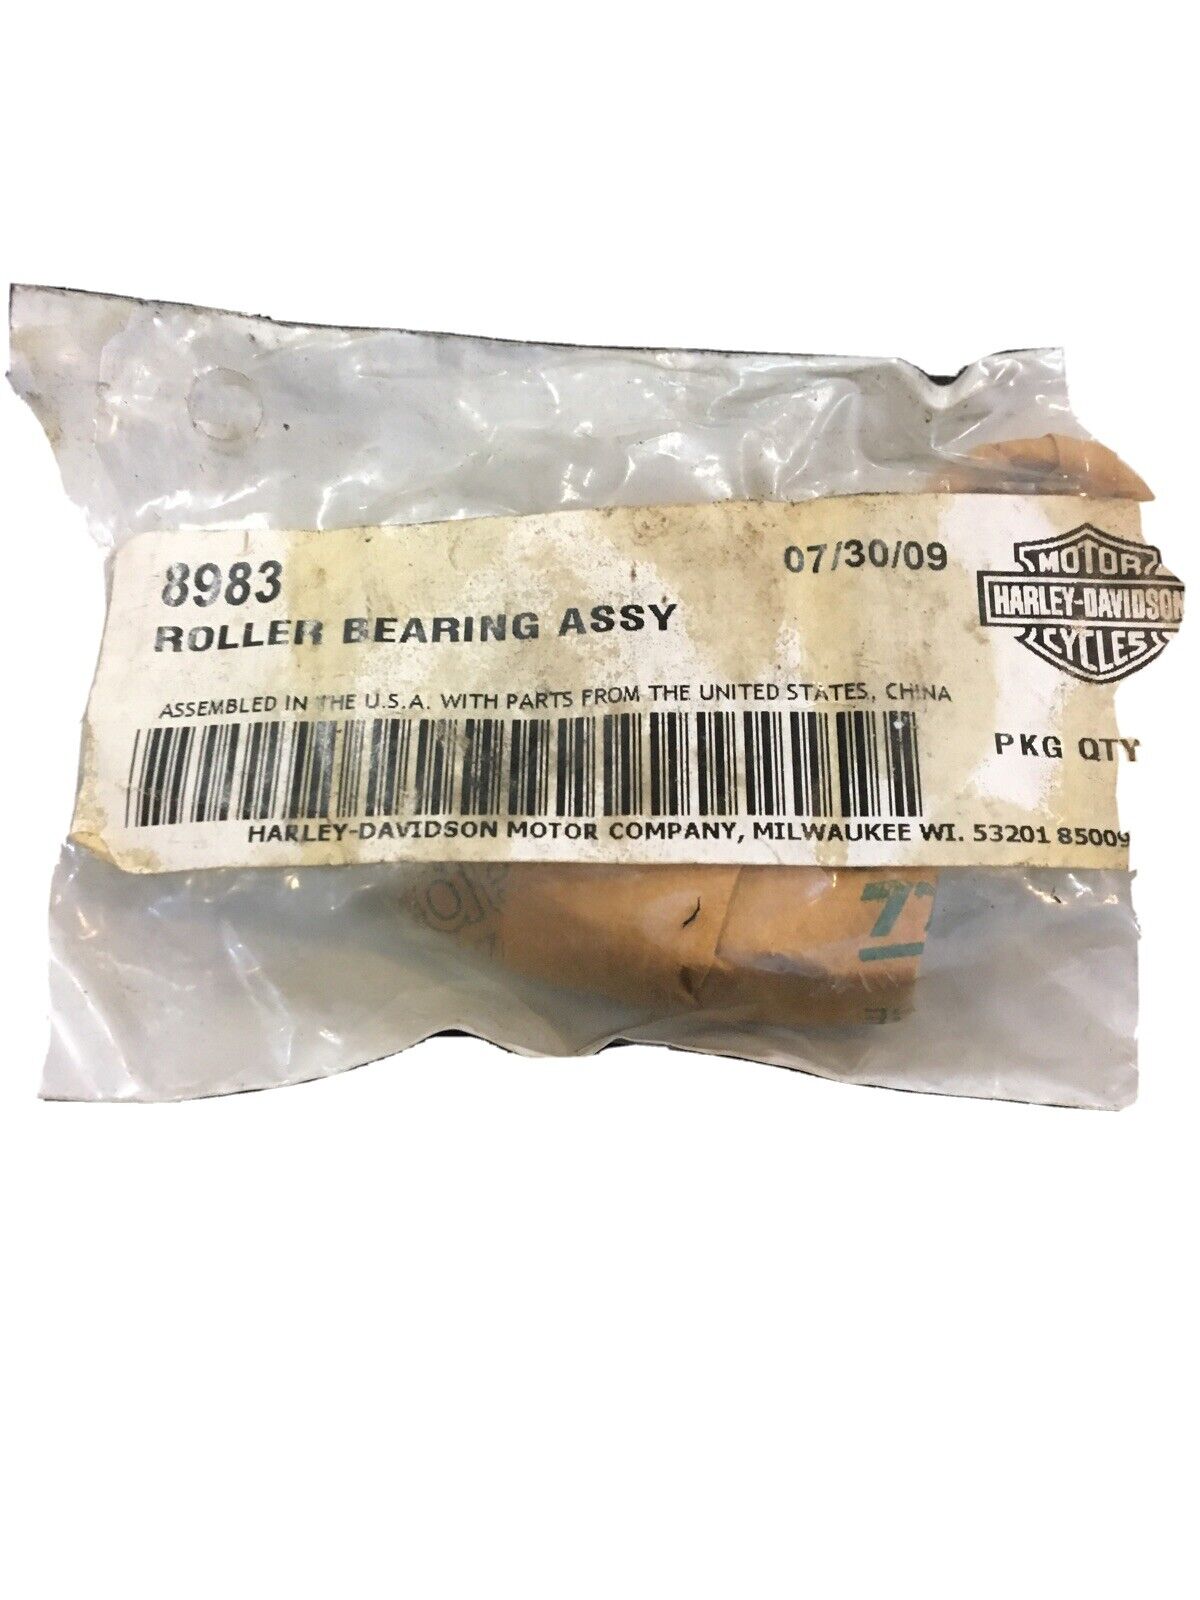 8983
07/30/09
ROLLER BEARING ASSY
MOTOR
HARLEY-DAVIDSON
CYCLES
ASSEMBLED IN THE U.S.A. WITH PARTS FROM THE UNITED STATES, CHINA
PKG QTY
HARLEY-DAVIDSON MOTOR COMPANY, MILWAUKEE WI. 53201 85009